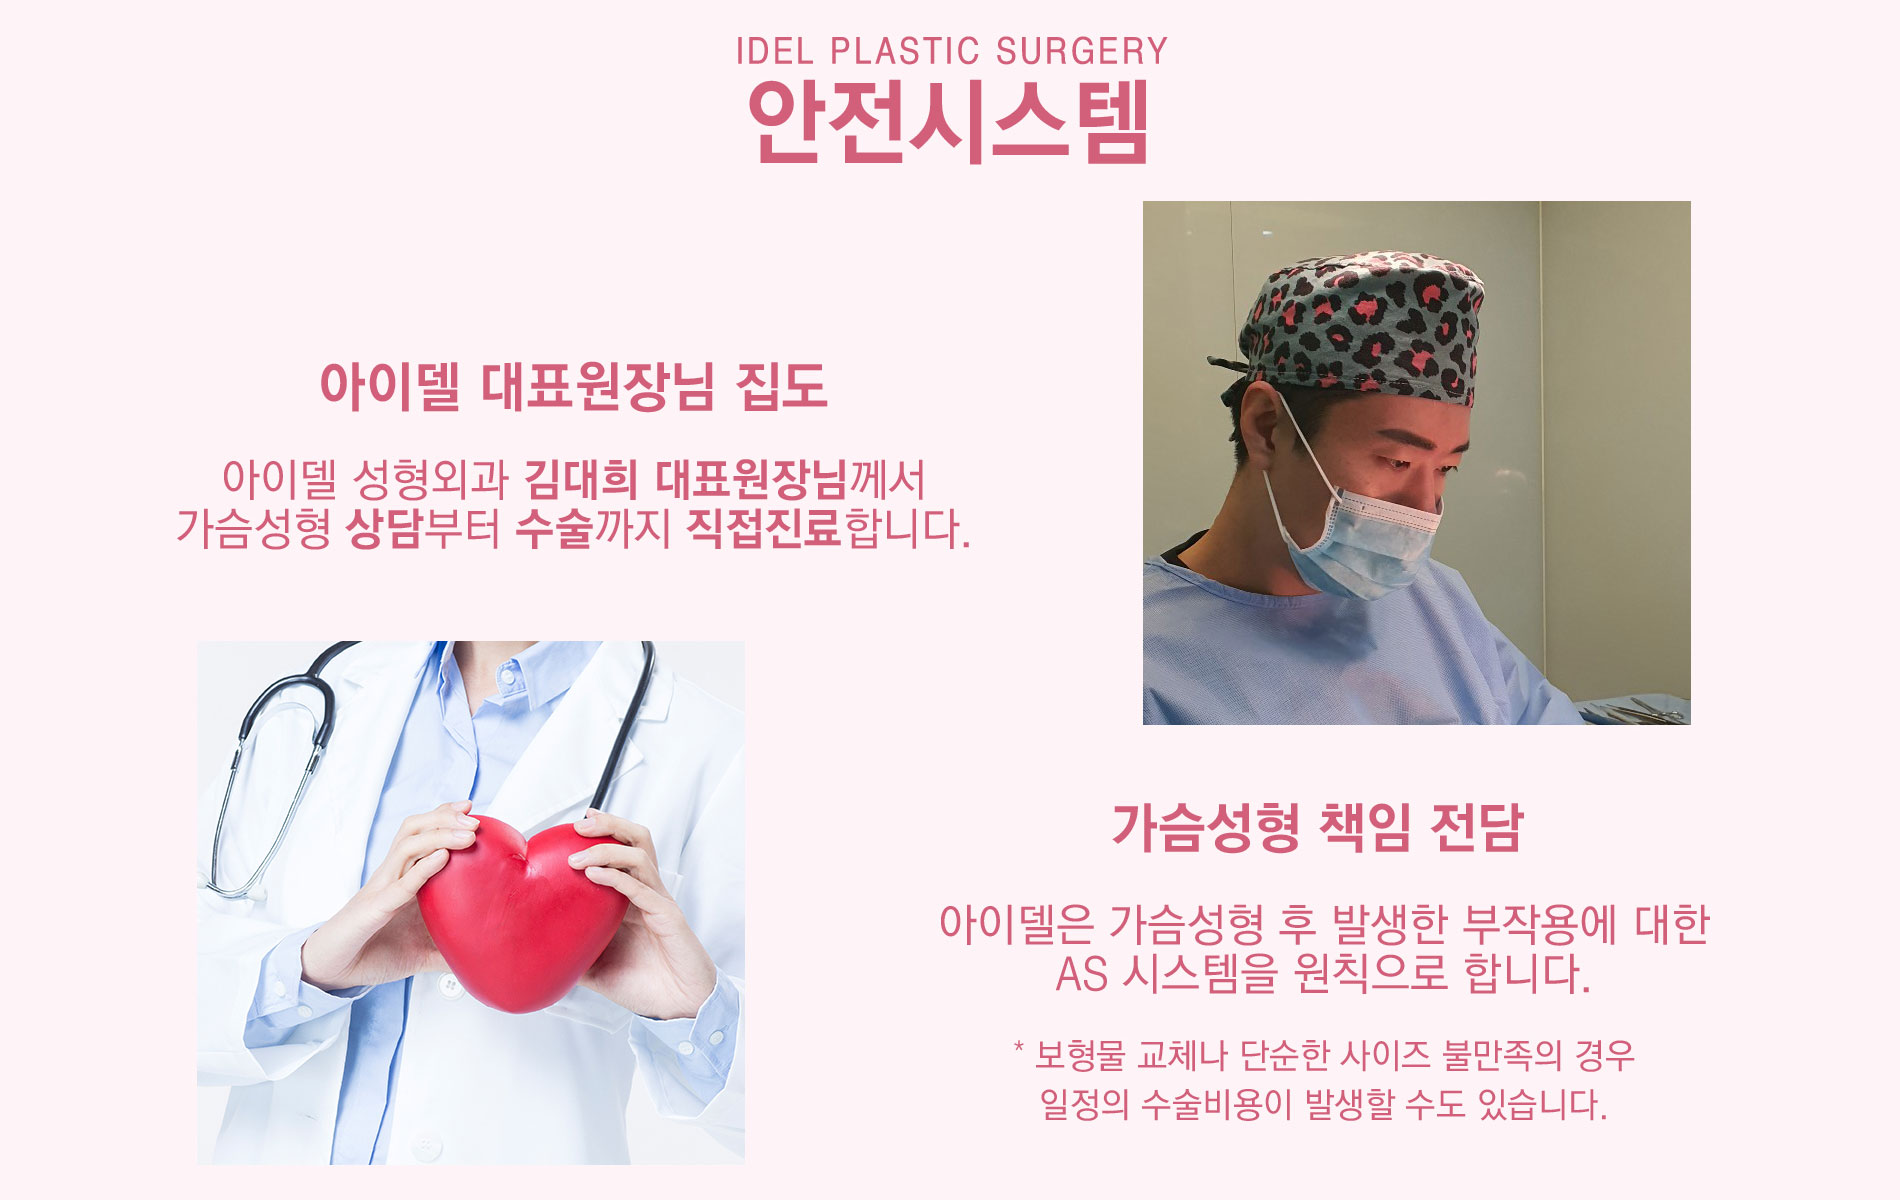 IDEL PLASTIC SURGERY
안전시스템
아이델 대표원장님 집도
아이델 성형외과 김대희 대표원장님께서
가슴성형 상담부터 수술까지 직접진료합니다.
가슴성형 책임 전담
아이델은 가슴성형 후 발생한 부작용에 대한
AS 시스템을 원칙으로 합니다.
* 보형물 교체나 단순한 사이즈 불만족의 경우
일정의 수술비용이 발생할 수도 있습니다.